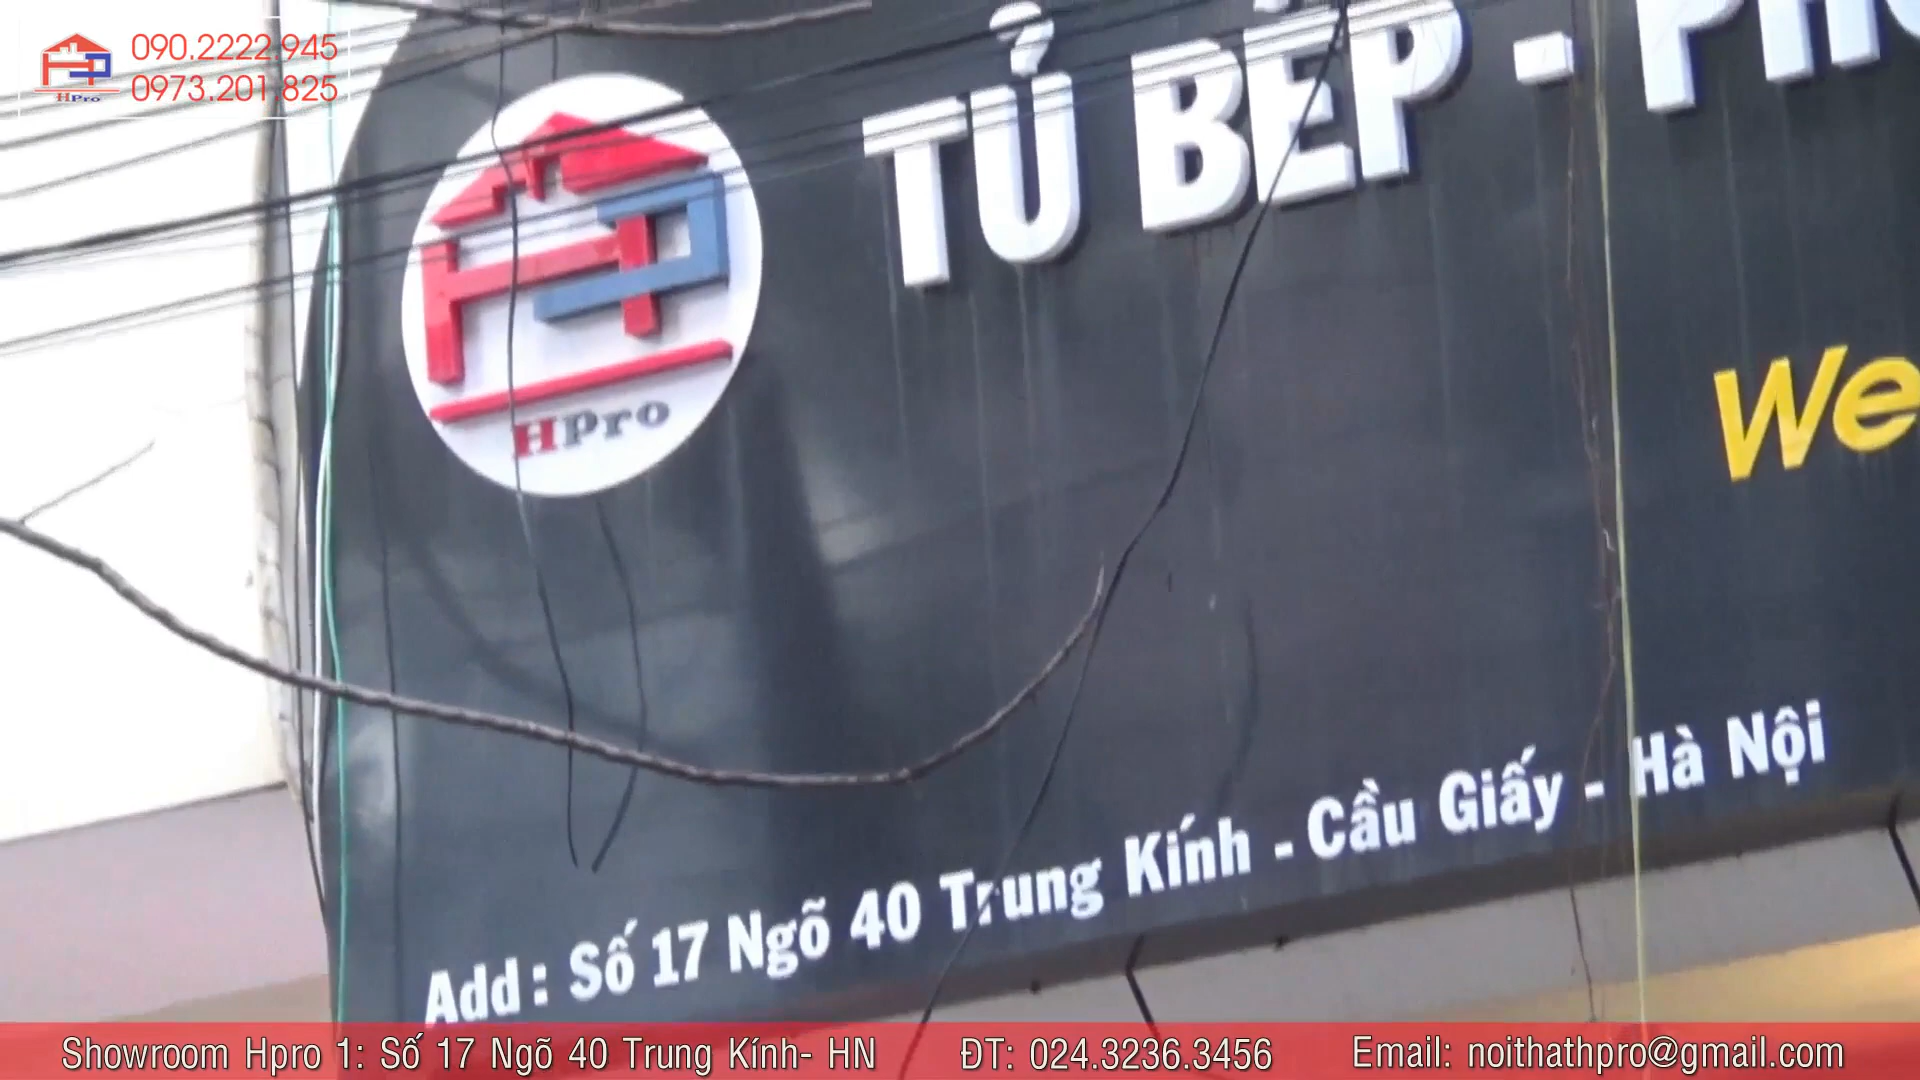 090.2222.945
0973.201.825
HPro
TỦ BẾP -
HPro
We
Add : Số 17 Ngõ 40 Trung Kính - Cầu Giấy - Hà Nội
Showroom Hpro 1: Số 17 Ngõ 40 Trung Kính- HN ĐT: 024.3236.3456 Email: noithathpro@gmail.com